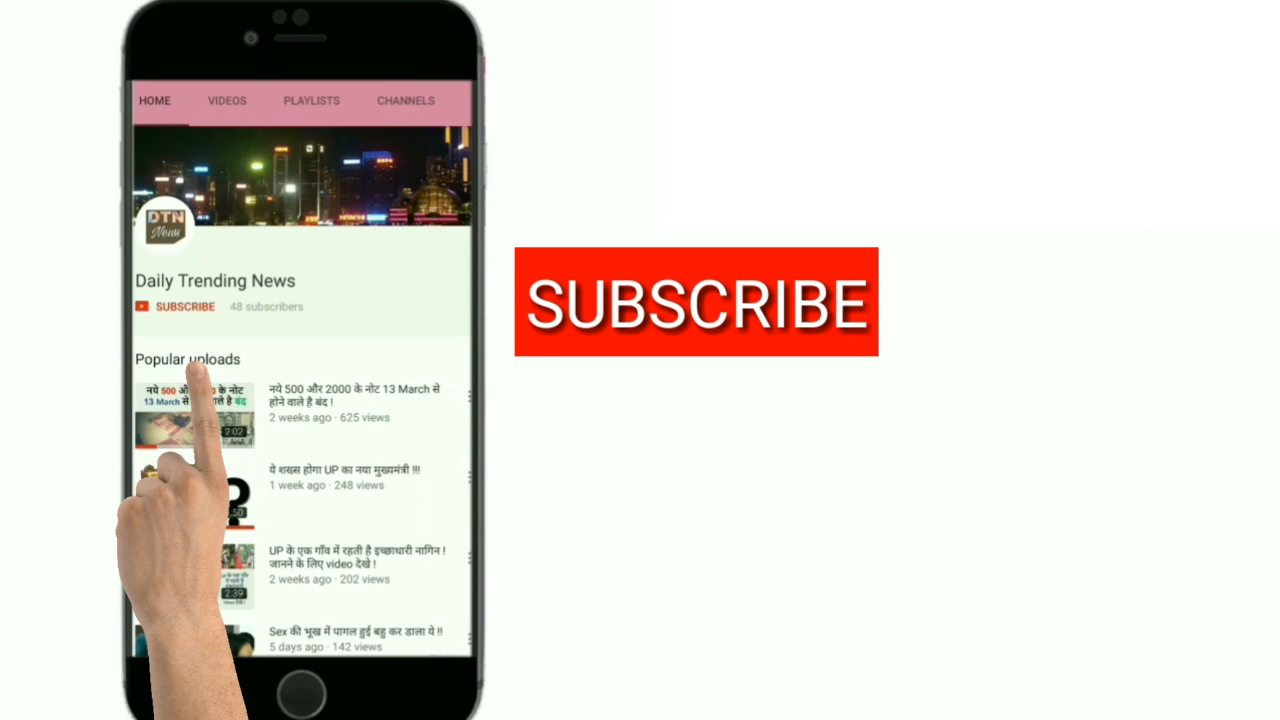 HOME VIDEOS PLAYLISTS CHANNELS
DTN
News
Daily Trending News
SUBSCRIBE 48 subscribers
SUBSCRIBE
Popular uploads
नये 500 के नोट
13 March से वाले है बंद
2:02
नये 500 और 2000 के नोट 13 March से
होने वाले है बंद !
2 weeks ago · 625 views
ये शख्स होगा UP का नया मुख्यमंत्री !!!
1 week ago · 248 views
UP के एक गाँव में रहती है इच्छाधारी नागिन !
जानने के लिए video देखे !
2 weeks ago · 202 views
2:39
Sex की भूख में पागल हुई बहु कर डाला ये !!
5 days ago · 142 views